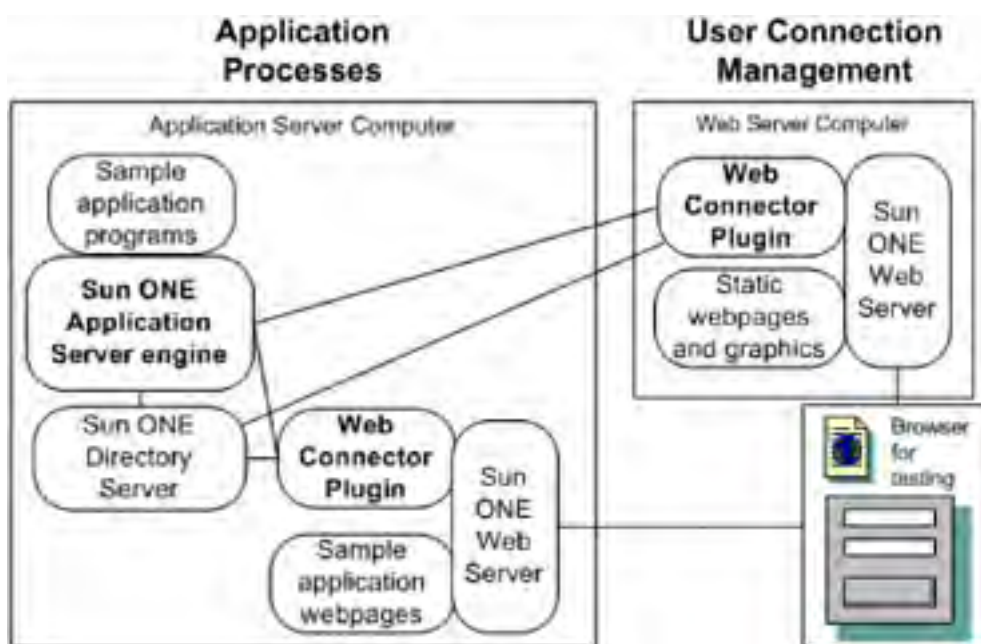 Application
Processes
User Connection
Management
Application Server Computer
Sample
application
programs
Sun ONE
Application
Server engine
Sun ONE
Directory
Server
Web
Connector
Plugin
Sample
application
webpages
Sun
ONE
Web
Server
Web Server Computer
Web
Connector
Plugin
Static
webpages
and graphics
Sun
ONE
Web
Server
Browser
for
testing